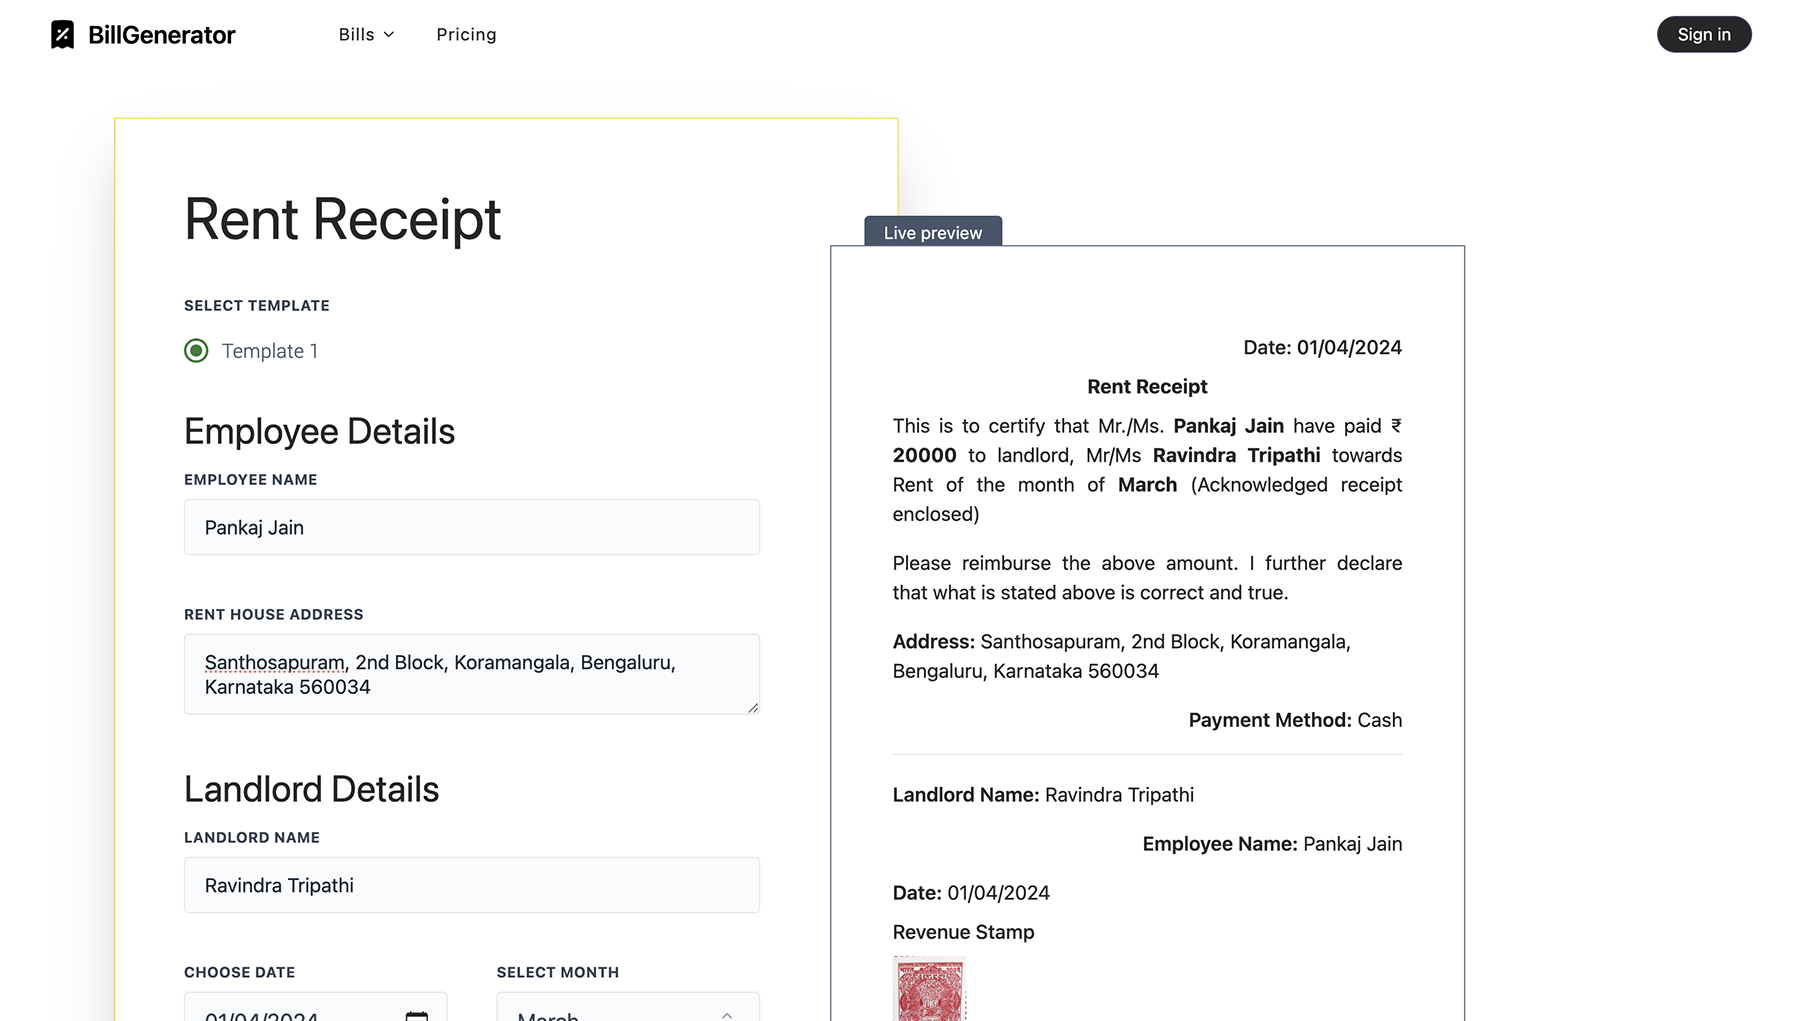 BillGenerator
Bills
Pricing
Sign in
Rent Receipt
SELECT TEMPLATE
Template 1
Employee Details
EMPLOYEE NAME
Pankaj Jain
RENT HOUSE ADDRESS
Santhosapuram, 2nd Block, Koramangala, Bengaluru,
Karnataka 560034
Landlord Details
LANDLORD NAME
Ravindra Tripathi
CHOOSE DATE
SELECT MONTH
01/04/2024
March
Live preview
Date: 01/04/2024
Rent Receipt
This is to certify that Mr./Ms. Pankaj Jain have paid ₹
20000 to landlord, Mr/Ms Ravindra Tripathi towards
Rent of the month of March (Acknowledged receipt
enclosed)
Please reimburse the above amount. I further declare
that what is stated above is correct and true.
Address: Santhosapuram, 2nd Block, Koramangala,
Bengaluru, Karnataka 560034
Payment Method: Cash
Landlord Name: Ravindra Tripathi
Employee Name: Pankaj Jain
Date: 01/04/2024
Revenue Stamp